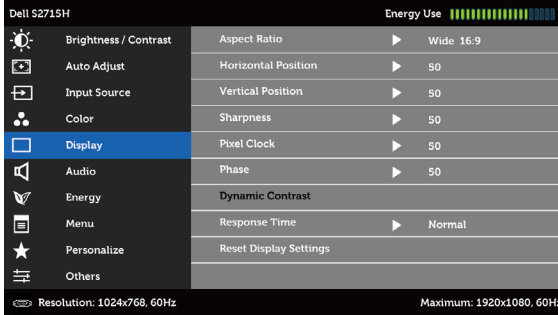 Dell S2715H Energy Use
Brightness / Contrast Aspect Ratio Wide 16:9
Auto Adjust Horizontal Position 50
Input Source Vertical Position 50
Color Sharpness 50
Display Pixel Clock 50
Audio Phase 50
Energy Dynamic Contrast
Menu Response Time Normal
Personalize Reset Display Settings
Others
Resolution: 1024x768, 60Hz Maximum: 1920x1080, 60Hz